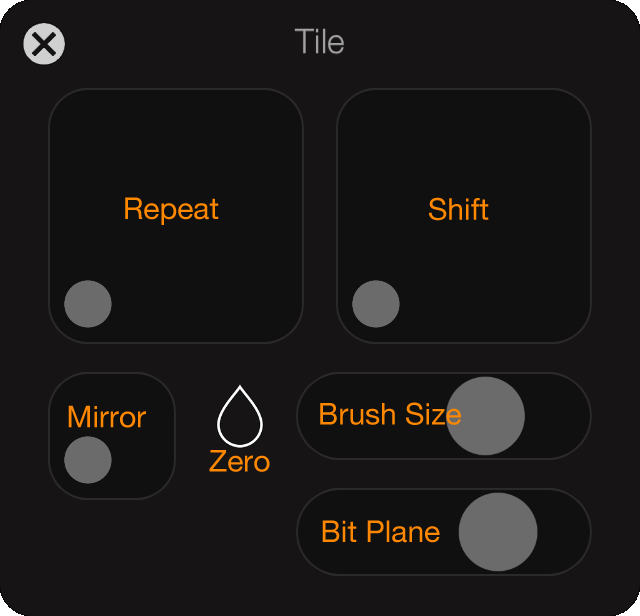 Tile
Repeat
Shift
Mirror
Zero
Brush Size
Bit Plane